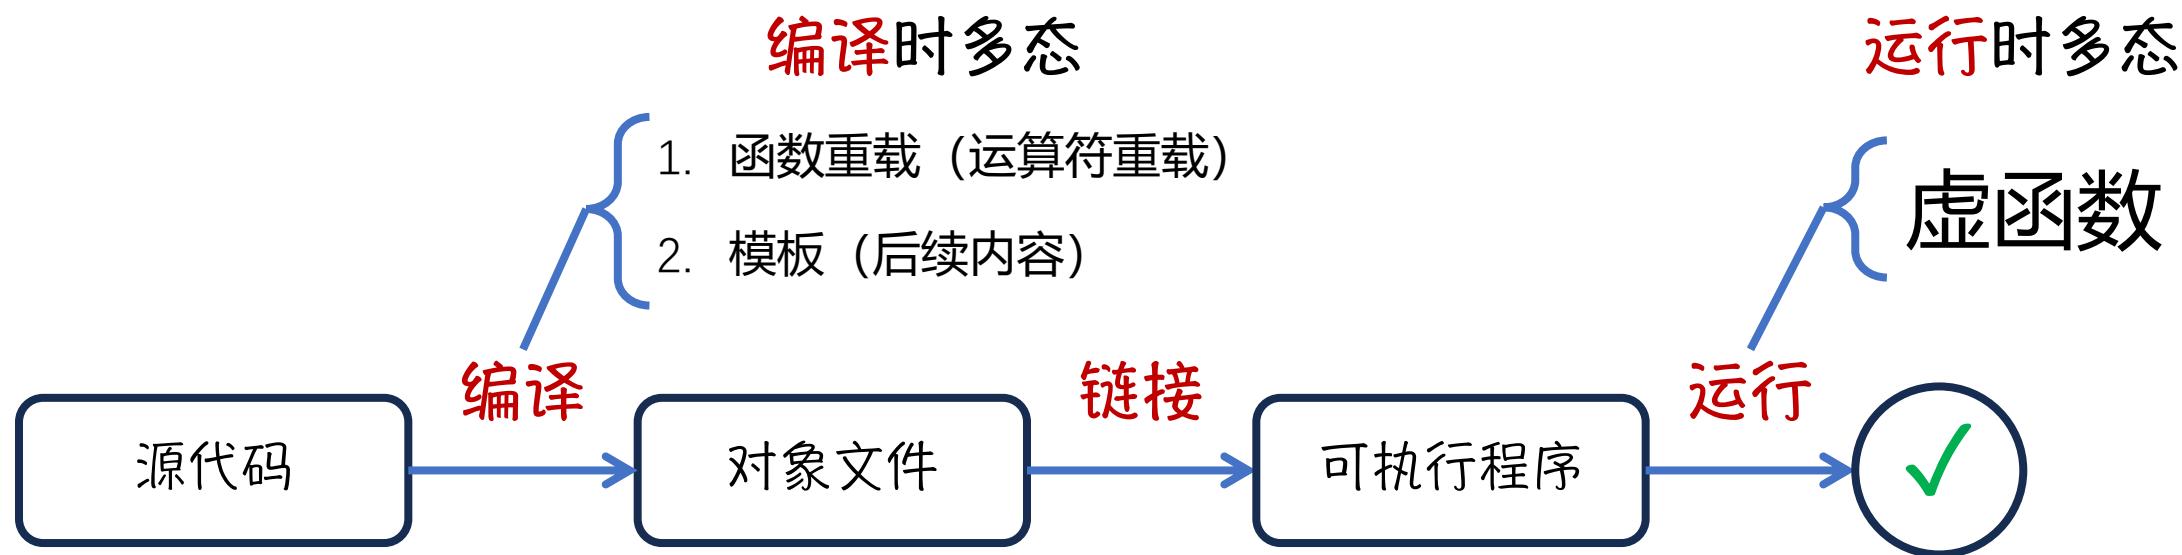 编译时多态
运行时多态
1. 函数重载（运算符重载）
2. 模板（后续内容）
虚函数
编译
链接
运行
源代码
对象文件
可执行程序